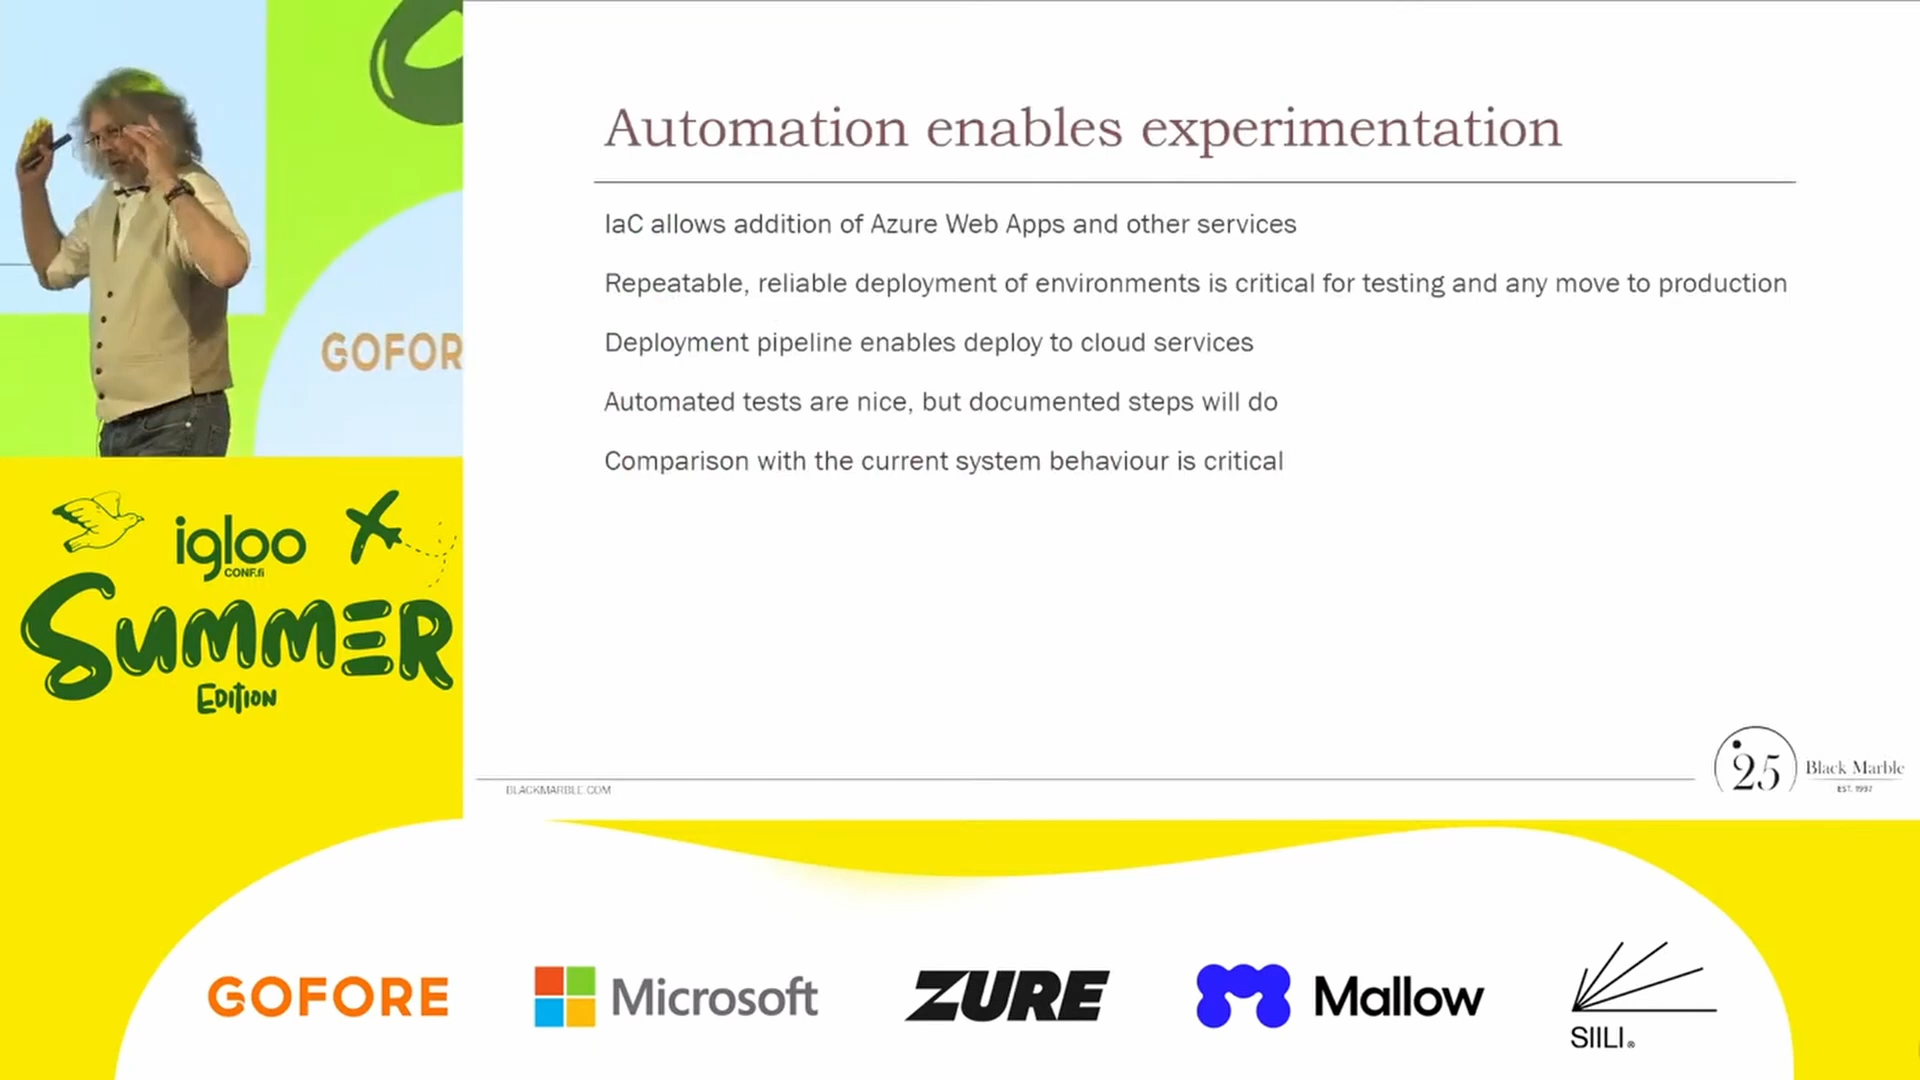 Automation enables experimentation
IaC allows addition of Azure Web Apps and other services
Repeatable, reliable deployment of environments is critical for testing and any move to production
Deployment pipeline enables deploy to cloud services
Automated tests are nice, but documented steps will do
Comparison with the current system behaviour is critical
BLACKMARBLE.COM
25
Black Marble
EST. 1997
GOFOR
igloo
CONF.fi
SUMMER
EDITION
GOFORE
Microsoft
ZURE
Mallow
SIILI®